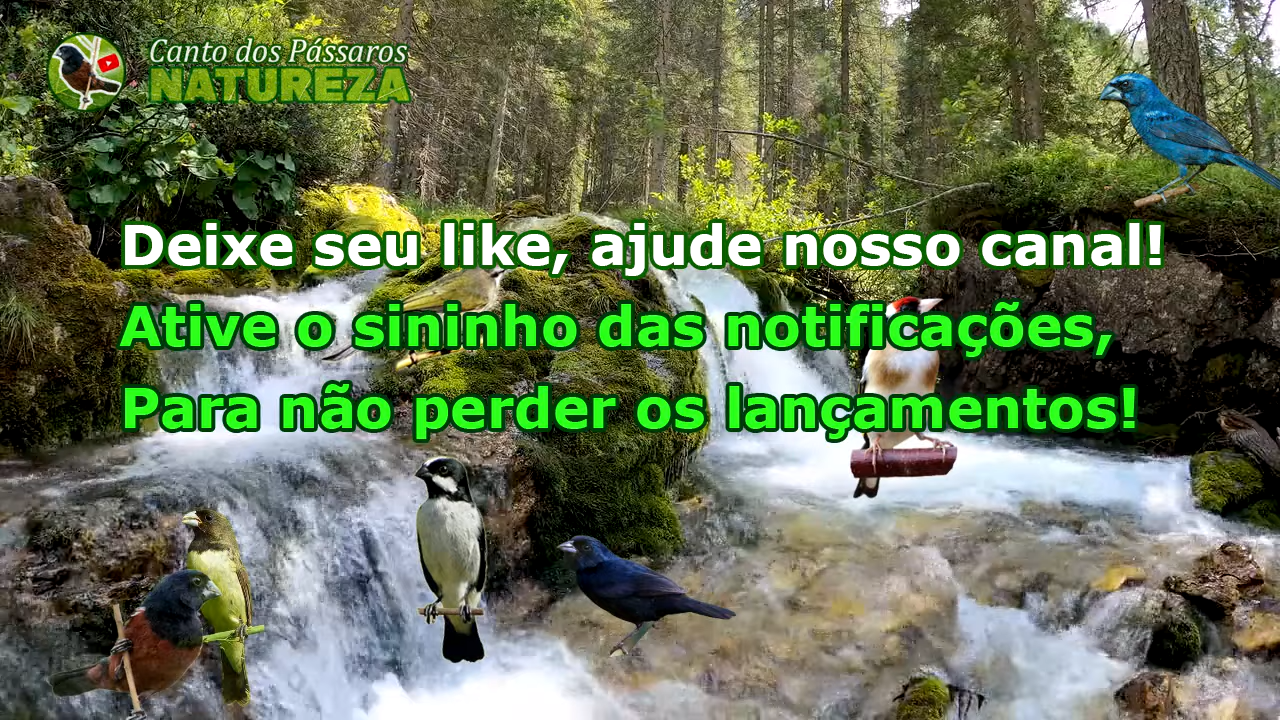 Canto dos Pássaros
NATUREZA
Deixe seu like, ajude nosso canal!
Ative o sininho das notificações,
Para não perder os lançamentos!